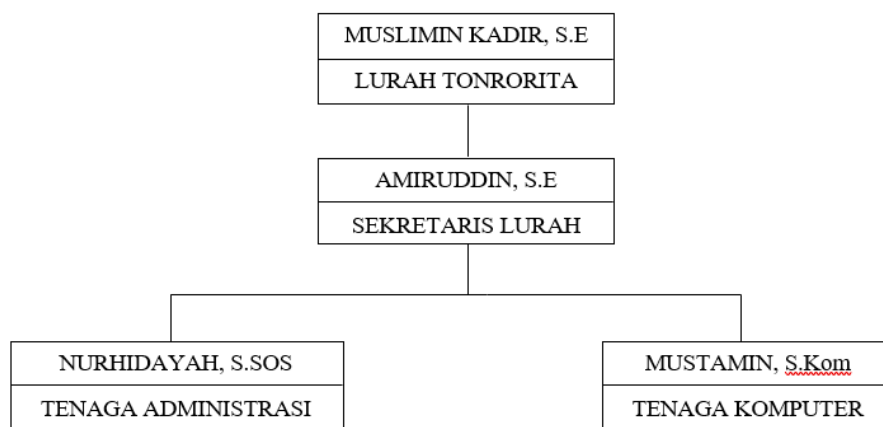 MUSLIMIN KADIR, S.E
LURAH TONRORITA
AMIRUDDIN, S.E
SEKRETARIS LURAH
NURHIDAYAH, S.SOS
TENAGA ADMINISTRASI
MUSTAMIN, S.Kom
TENAGA KOMPUTER